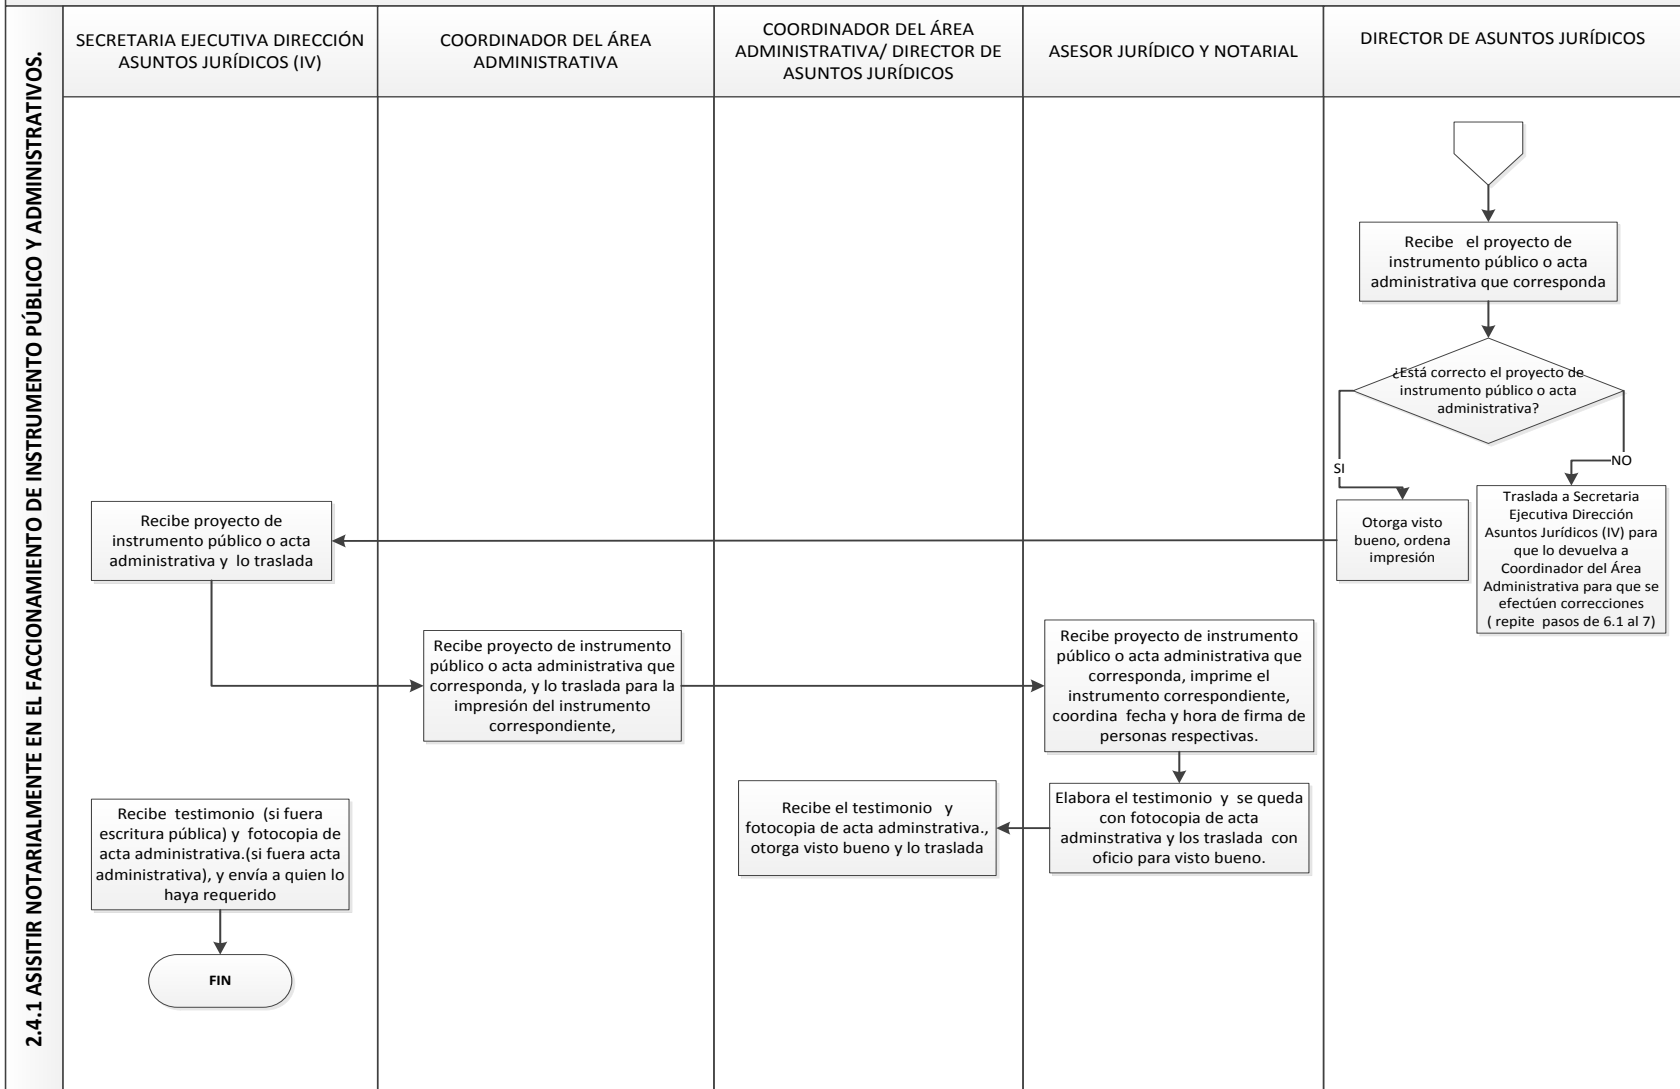 2.4.1 ASISITIR NOTARIALMENTE EN EL FACCIONAMIENTO DE INSTRUMENTO PÚBLICO Y ADMINISTRATIVOS.
SECRETARIA EJECUTIVA DIRECCIÓN
ASUNTOS JURÍDICOS (IV)
COORDINADOR DEL ÁREA
ADMINISTRATIVA
COORDINADOR DEL ÁREA
ADMINISTRATIVA/ DIRECTOR DE
ASUNTOS JURÍDICOS
ASESOR JURÍDICO Y NOTARIAL
DIRECTOR DE ASUNTOS JURÍDICOS
Recibe el proyecto de
instrumento público o acta
administrativa que corresponda
¿Está correcto el proyecto de
instrumento público o acta
administrativa?
SI
NO
Otorga visto
bueno, ordena
impresión
Traslada a Secretaria
Ejecutiva Dirección
Asuntos Jurídicos (IV) para
que lo devuelva a
Coordinador del Área
Administrativa para que se
efectúen correcciones
( repite pasos de 6.1 al 7)
Recibe proyecto de
instrumento público o acta
administrativa y lo traslada
Recibe proyecto de instrumento
público o acta administrativa que
corresponda, y lo traslada para la
impresión del instrumento
correspondiente,
Recibe proyecto de instrumento
público o acta administrativa que
corresponda, imprime el
instrumento correspondiente,
coordina fecha y hora de firma de
personas respectivas.
Elabora el testimonio y se queda
con fotocopia de acta
adminstrativa y los traslada con
oficio para visto bueno.
Recibe el testimonio y
fotocopia de acta adminstrativa.,
otorga visto bueno y lo traslada
Recibe testimonio (si fuera
escritura pública) y fotocopia de
acta administrativa.(si fuera acta
administrativa), y envía a quien lo
haya requerido
FIN